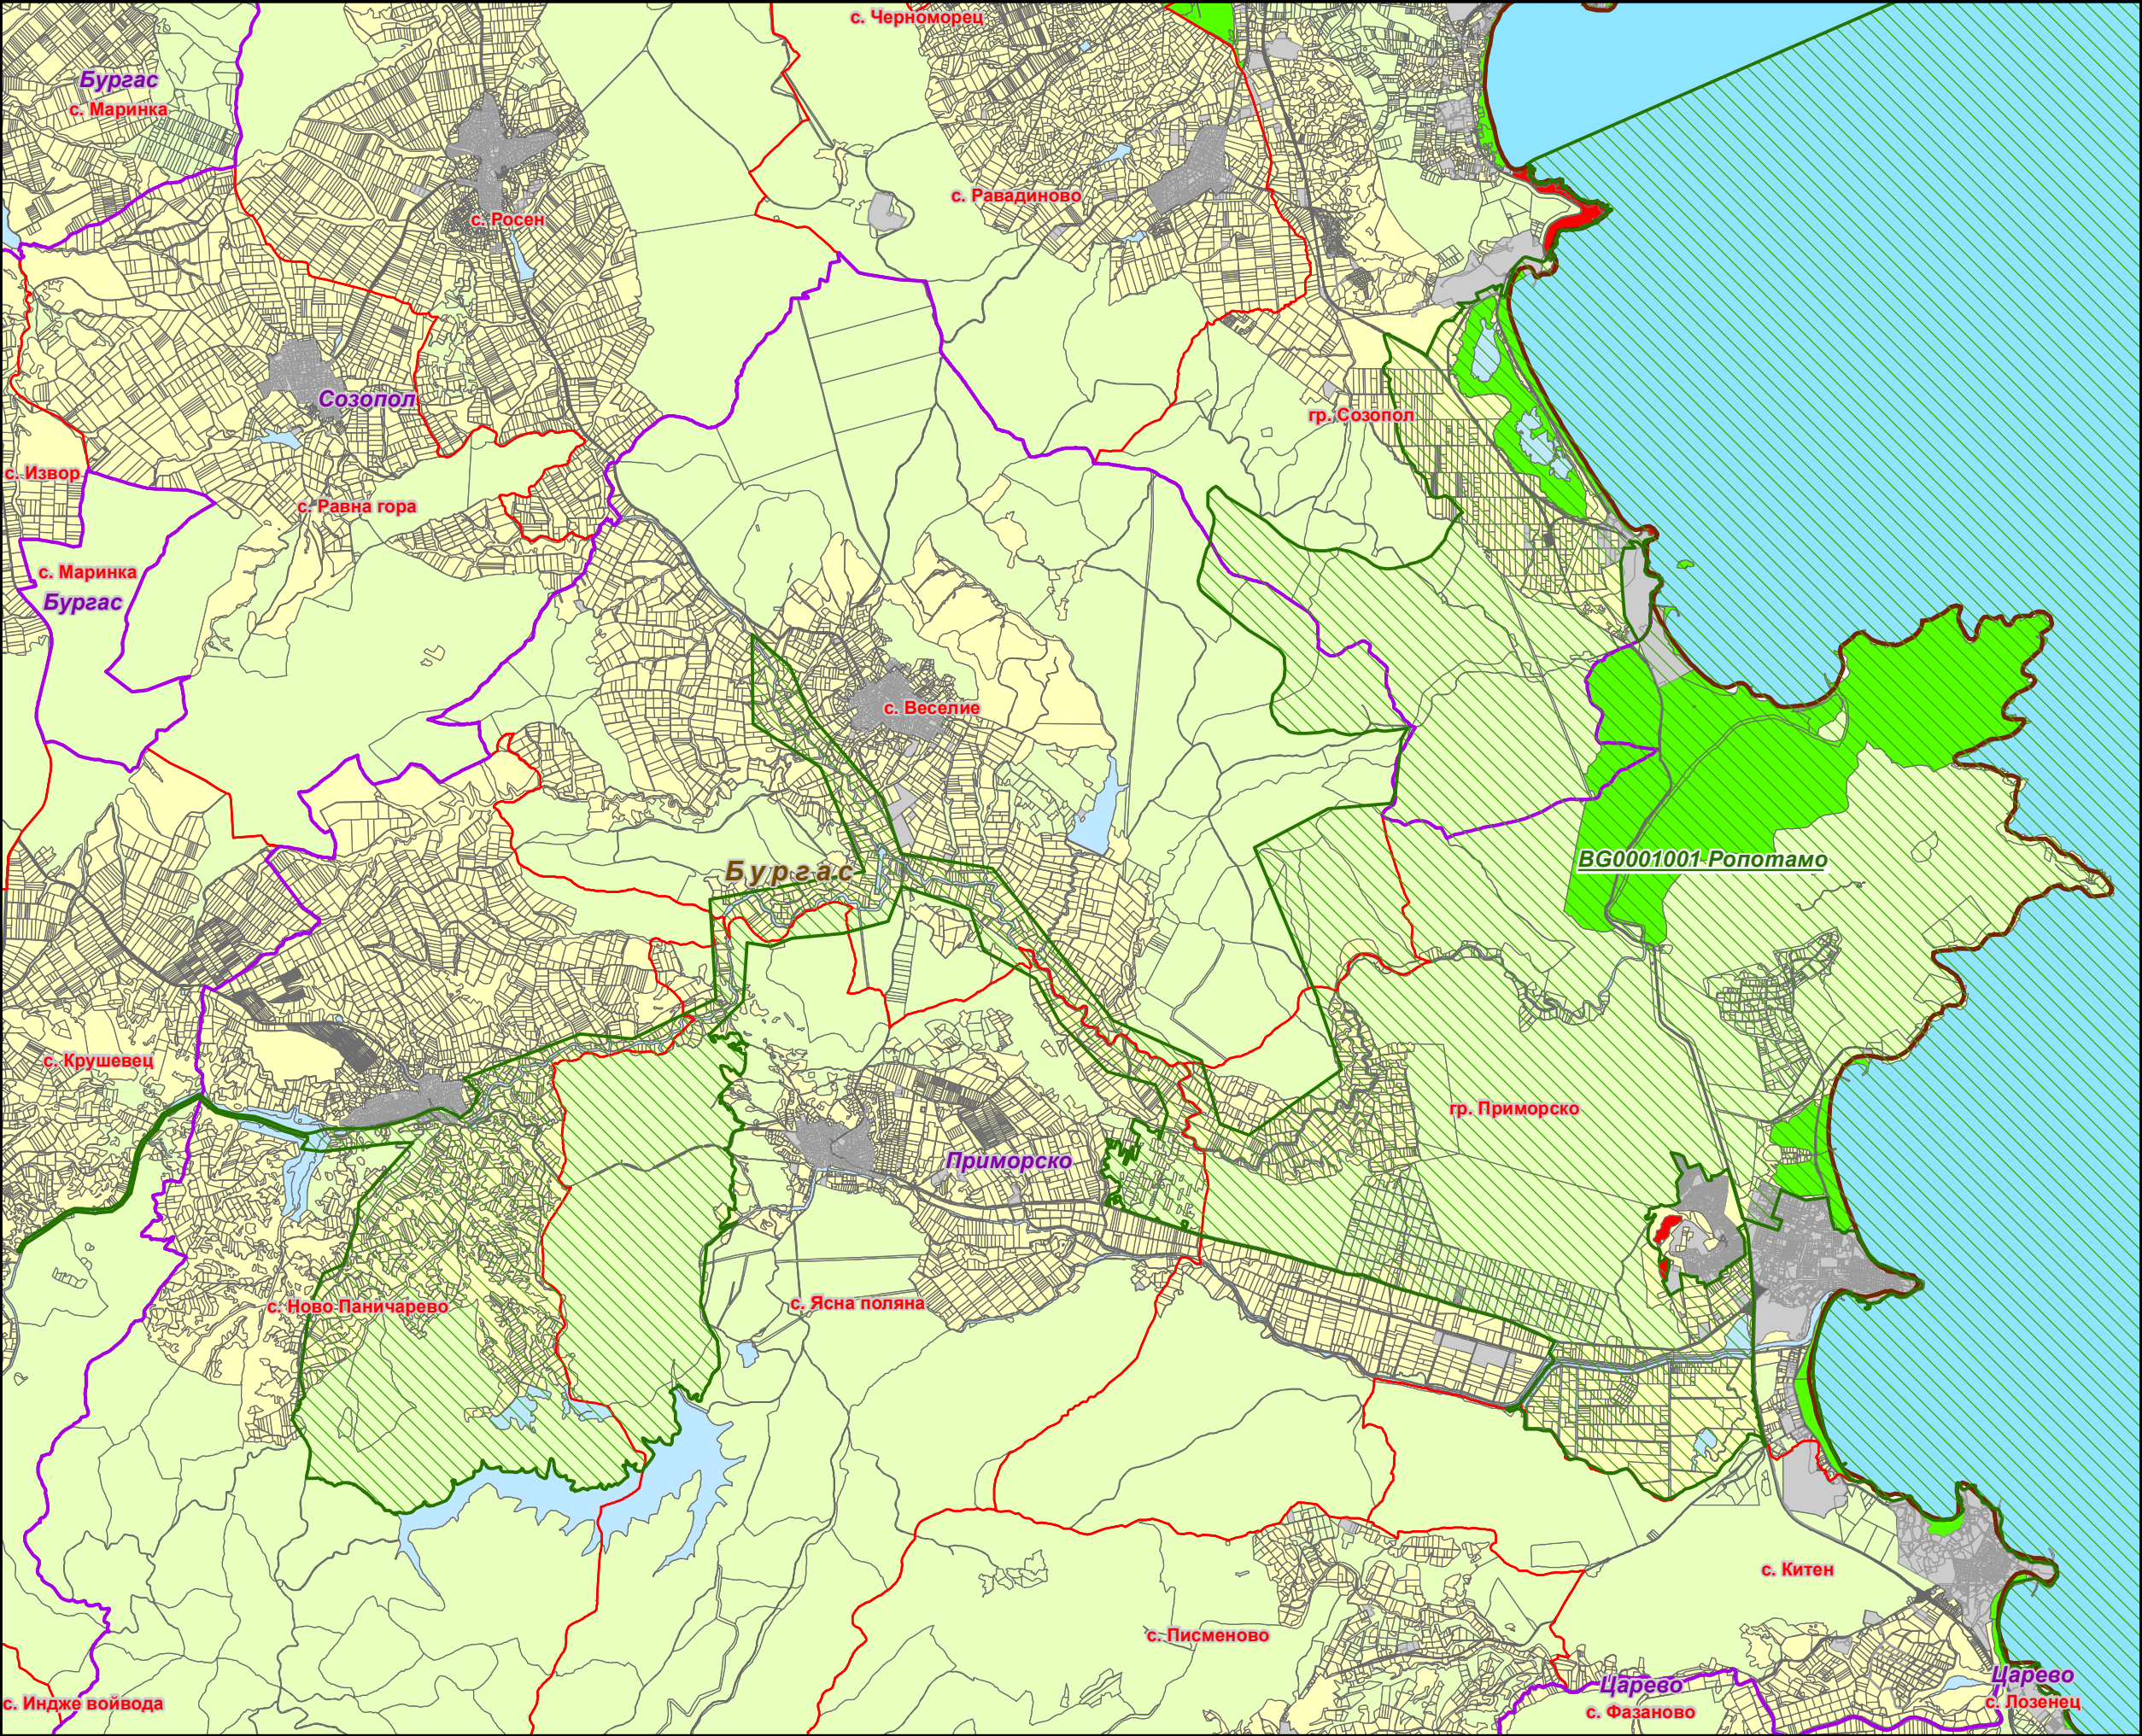 с. Черноморец
Бургас
с. Маринка
с. Равадиново
с. Росен
Созопол
гр. Созопол
с. Извор
с. Равна гора
с. Маринка
Бургас
с. Веселие
Бургас
BG0001001 Ропотамо
с. Крушевец
гр. Приморско
Приморско
с. Ново Паничарево
с. Ясна поляна
с. Китен
с. Писменово
Царево
Царево
с. Индже войвода
с. Лозенец
с. Фазаново